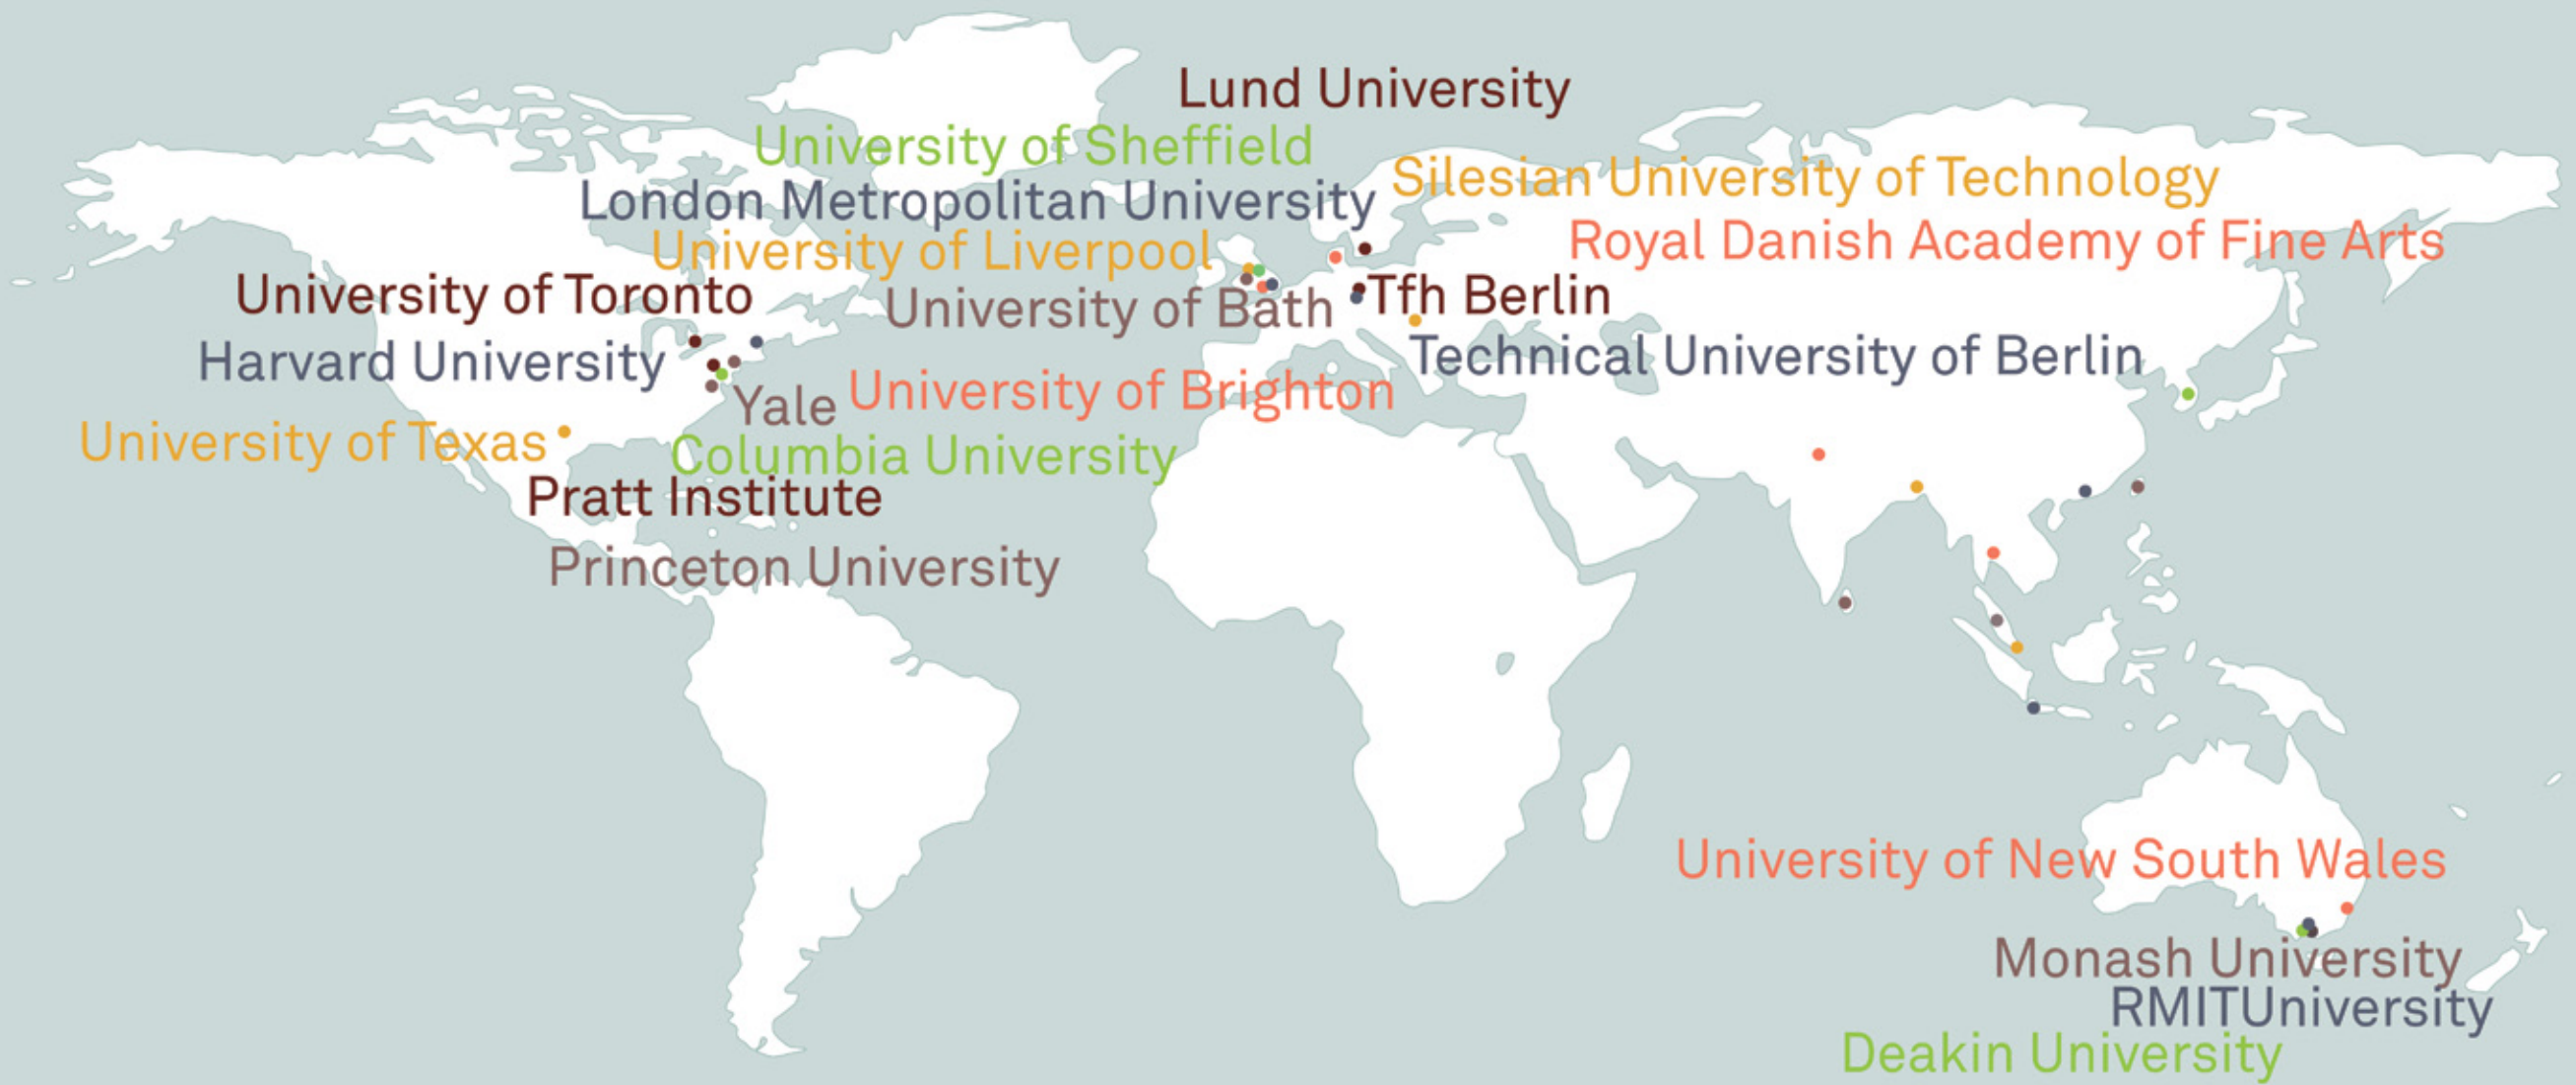 Lund University
University of Sheffield
Silesian University of Technology
London Metropolitan University
Royal Danish Academy of Fine Arts
University of Liverpool
University of Toronto
University of Bath
Tfh Berlin
Harvard University
Technical University of Berlin
Yale
University of Brighton
University of Texas
Columbia University
Pratt Institute
Princeton University
University of New South Wales
Monash University
RMITUniversity
Deakin University